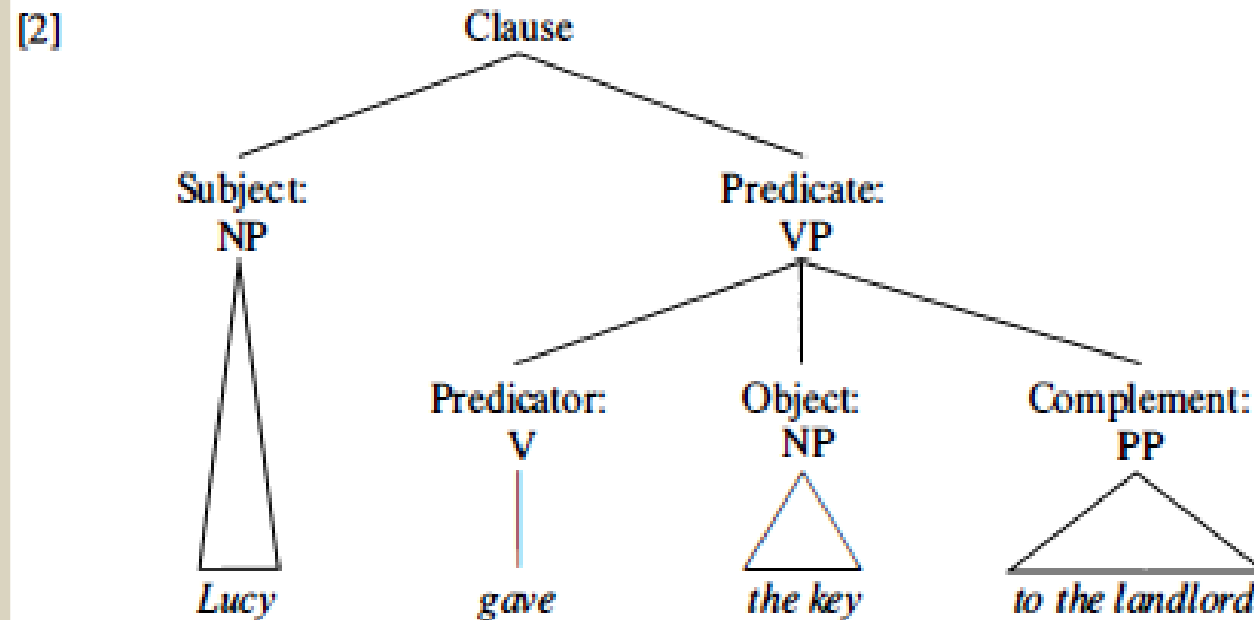 [2] Clause
Subject: Predicate:
NP VP
Predicator: Object: Complement:
V NP PP
Lucy gave the key to the landlord